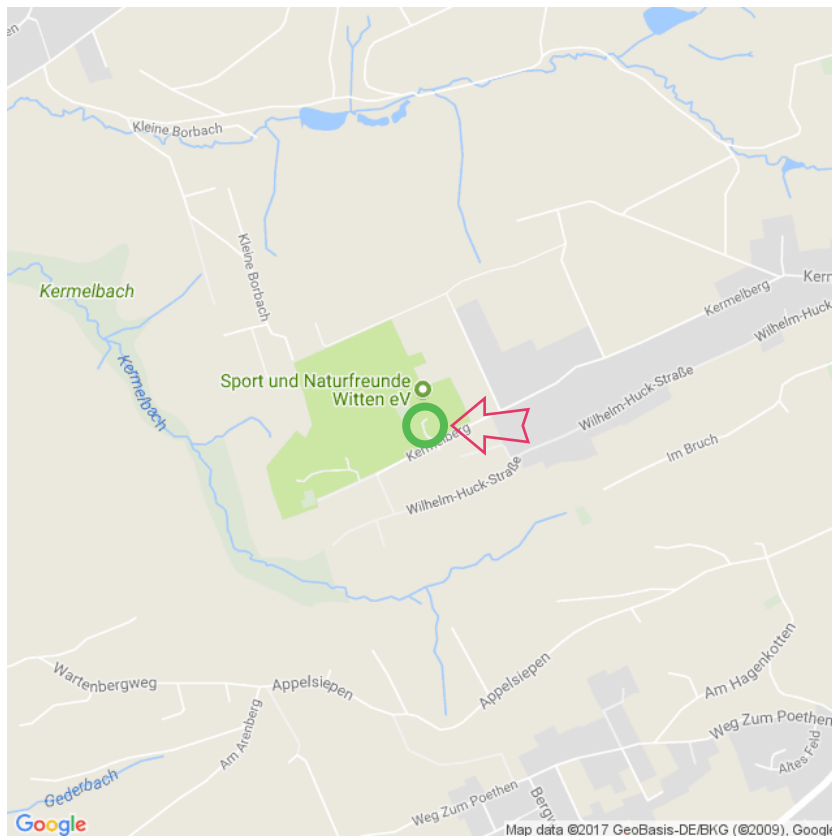 Kleine Borbach
Kleine Borbach
Kermelbach
Kermelberg
Wilhelm-Huck-Straße
Kermelbach
Sport und Naturfreunde
Witten eV
Wilhelm-Huck-Straße
Kermelberg
Im Bruch
Wilhelm-Huck-Straße
Wartenbergweg
Appelsiepen
Appelsiepen
Am Hagenkotten
Am Arenberg
Weg Zum Poethen
Altes Feld
Gederbach
Weg Zum Poethen
Google
Map data ©2017 GeoBasis-DE/BKG (©2009), Google